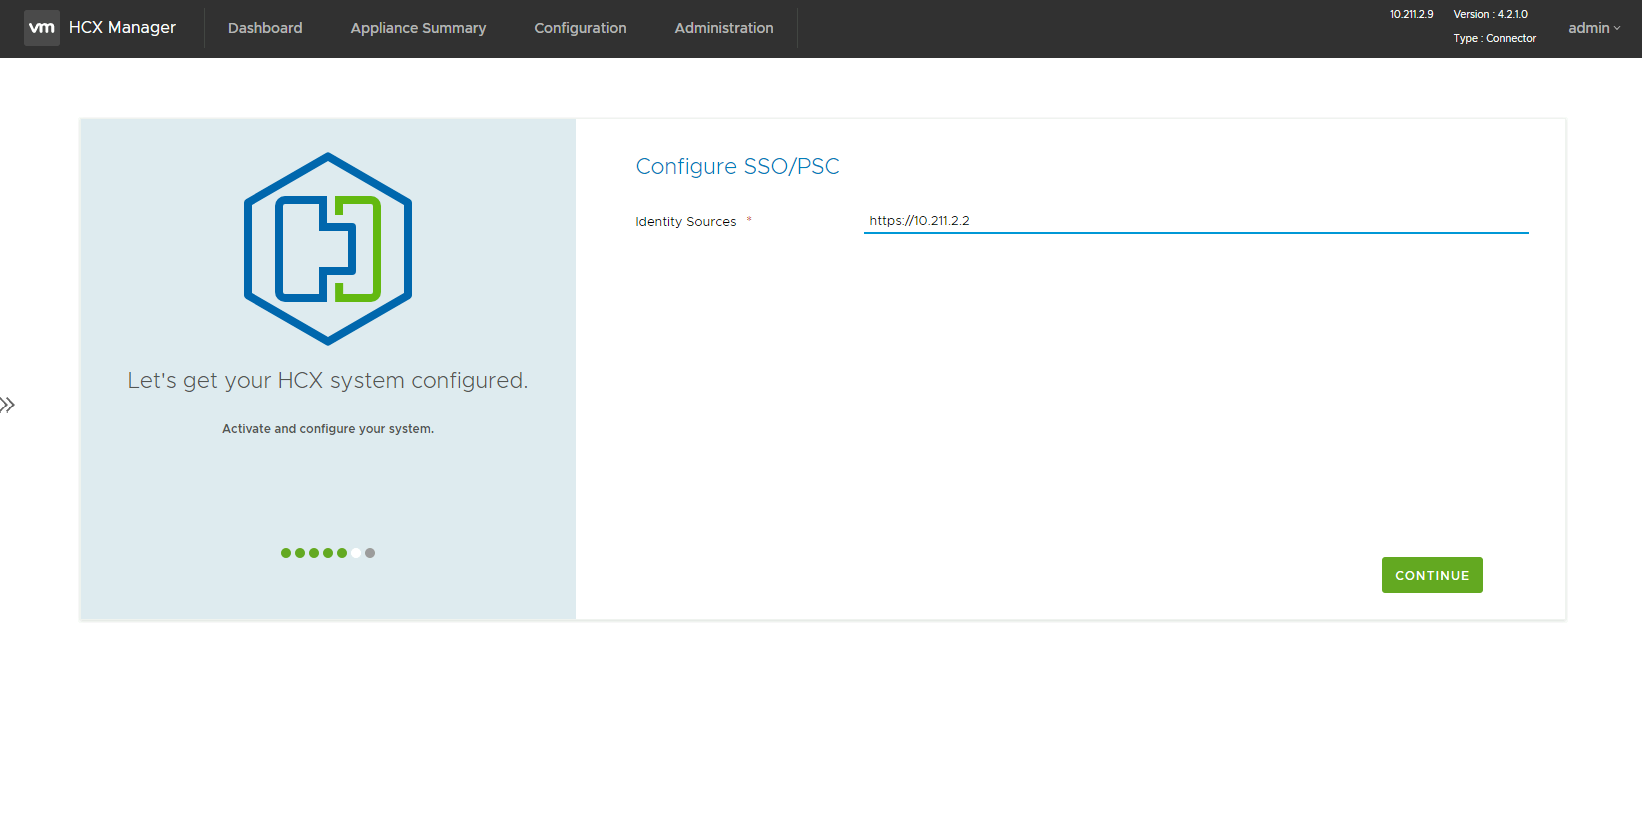 vm HCX Manager Dashboard Appliance Summary Configuration Administration 10.211.2.9 Version : 4.2.1.0 admin
Type : Connector
Configure SSO/PSC
Identity Sources * https://10.211.2.2
Let's get your HCX system configured.
Activate and configure your system.
CONTINUE